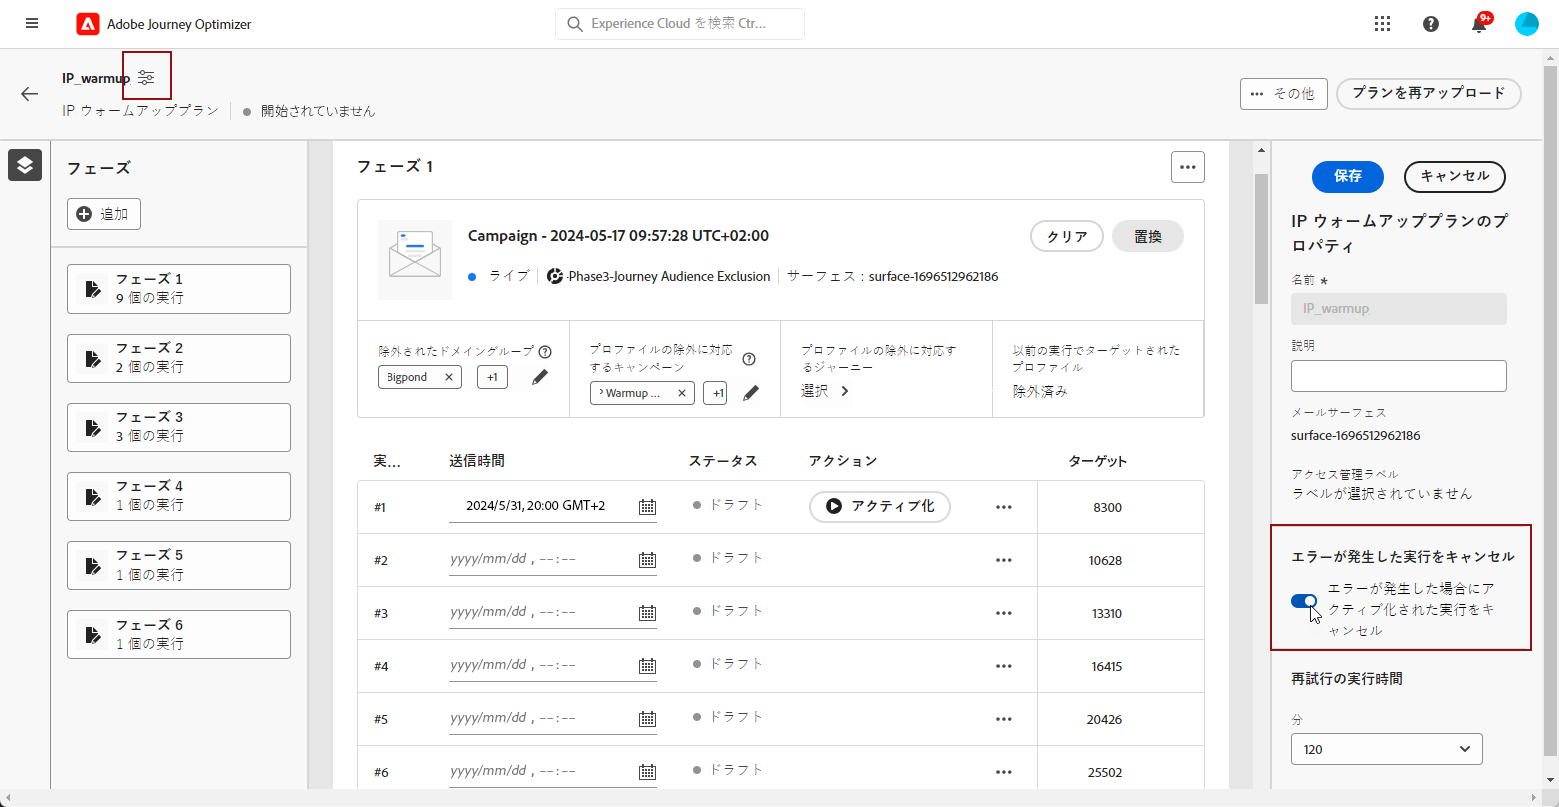 Adobe Journey Optimizer
Experience Cloud を検索 Ctr...
9+
IP_warmup
IP ウォームアッププラン
開始されていません
その他
プランを再アップロード
フェーズ
追加
フェーズ 1
9 個の実行
フェーズ 2
2 個の実行
フェーズ 3
3 個の実行
フェーズ 4
1 個の実行
フェーズ 5
1 個の実行
フェーズ 6
1 個の実行
フェーズ 1
Campaign - 2024-05-17 09:57:28 UTC+02:00
クリア
置換
ライブ
Phase3-Journey Audience Exclusion
サーフェス : surface-1696512962186
除外されたドメイングループ
Bigpond
+1
プロファイルの除外に対応
するキャンペーン
Warmup ...
+1
プロファイルの除外に対応す
るジャーニー
選択
以前の実行でターゲットされた
プロファイル
除外済み
実... 送信時間 ステータス アクション ターゲット
#1 2024/5/31, 20:00 GMT+2 ドラフト アクティブ化 8300
#2 yyyy/mm/dd , --:-- ドラフト 10628
#3 yyyy/mm/dd , --:-- ドラフト 13310
#4 yyyy/mm/dd , --:-- ドラフト 16415
#5 yyyy/mm/dd , --:-- ドラフト 20426
#6 yyyy/mm/dd , --:-- ドラフト 25502
保存
キャンセル
IP ウォームアッププランのプ
ロパティ
名前 *
IP_warmup
説明
メールサーフェス
surface-1696512962186
アクセス管理ラベル
ラベルが選択されていません
エラーが発生した実行をキャンセル
エラーが発生した場合にア
クティブ化された実行をキ
ャンセル
再試行の実行時間
分
120